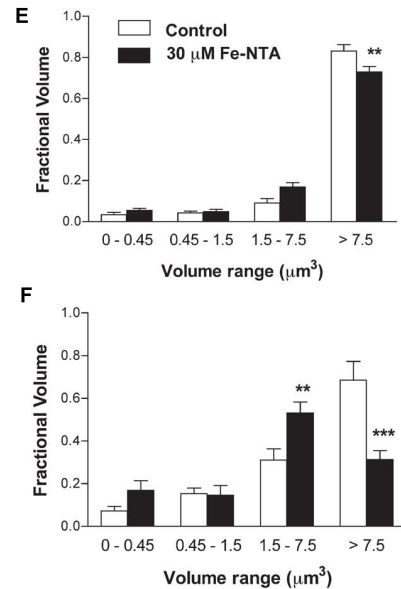 E
1.0
0.8
0.6
0.4
0.2
0.0
Fractional Volume
Control
30 μM Fe-NTA
**
0 - 0.45 0.45 - 1.5 1.5 - 7.5 > 7.5
Volume range (μm³)
F
1.0
0.8
0.6
0.4
0.2
0.0
Fractional Volume
**
***
0 - 0.45 0.45 - 1.5 1.5 - 7.5 > 7.5
Volume range (μm³)